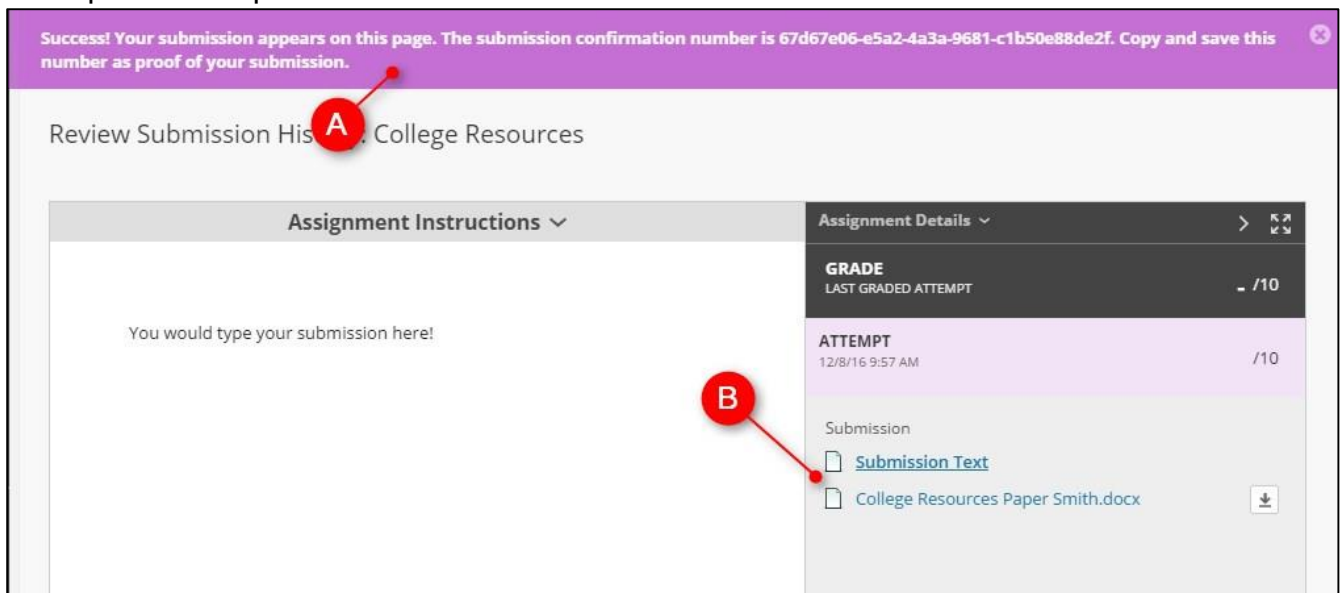 Success! Your submission appears on this page. The submission confirmation number is 67d67e06-e5a2-4a3a-9681-c1b50e88de2f. Copy and save this
number as proof of your submission.
A
Review Submission His : College Resources
Assignment Instructions
Assignment Details
GRADE
LAST GRADED ATTEMPT
- /10
You would type your submission here!
ATTEMPT
12/8/16 9:57 AM
/10
B
Submission
Submission Text
College Resources Paper Smith.docx